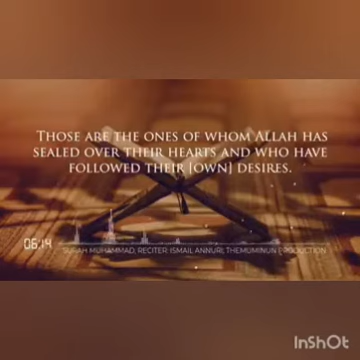 THOSE ARE THE ONES OF WHOM ALLAH HAS
SEALED OVER THEIR HEARTS AND WHO HAVE
FOLLOWED THEIR [OWN] DESIRES.
06:14
SURAH MUHAMMAD, RECITER: ISMAIL ANNURI, THEMUMINUN PRODUCTION
InShOt